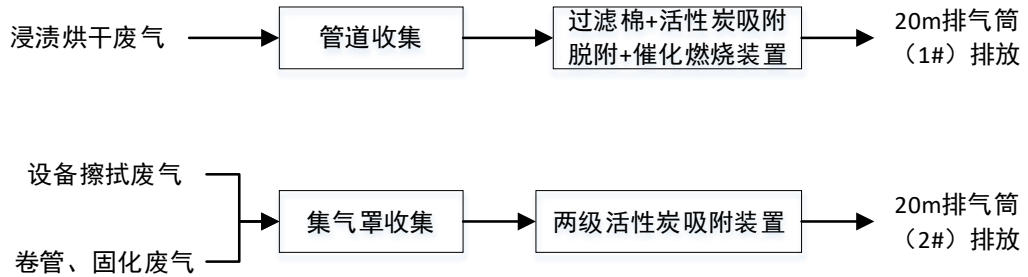 浸渍烘干废气
管道收集
过滤棉+活性炭吸附
脱附+催化燃烧装置
20m排气筒
（1#）排放
设备擦拭废气
卷管、固化废气
集气罩收集
两级活性炭吸附装置
20m排气筒
（2#）排放